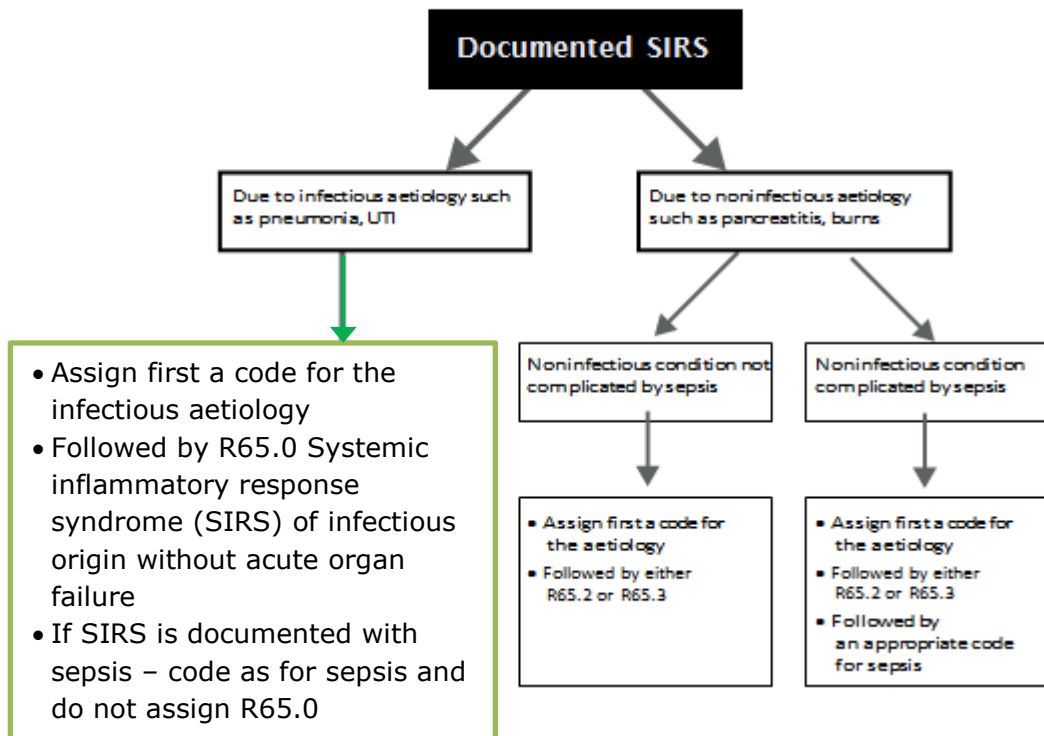 Documented SIRS
Due to infectious aetiology such
as pneumonia, UTI
Due to noninfectious aetiology
such as pancreatitis, burns
• Assign first a code for the
infectious aetiology
• Followed by R65.0 Systemic
inflammatory response
syndrome (SIRS) of infectious
origin without acute organ
failure
• If SIRS is documented with
sepsis – code as for sepsis and
do not assign R65.0
Noninfectious condition not
complicated by sepsis
Noninfectious condition
complicated by sepsis
• Assign first a code for
the aetiology
• Followed by either
R65.2 or R65.3
• Assign first a code for
the aetiology
• Followed by either
R65.2 or R65.3
• Followed by
an appropriate code
for sepsis